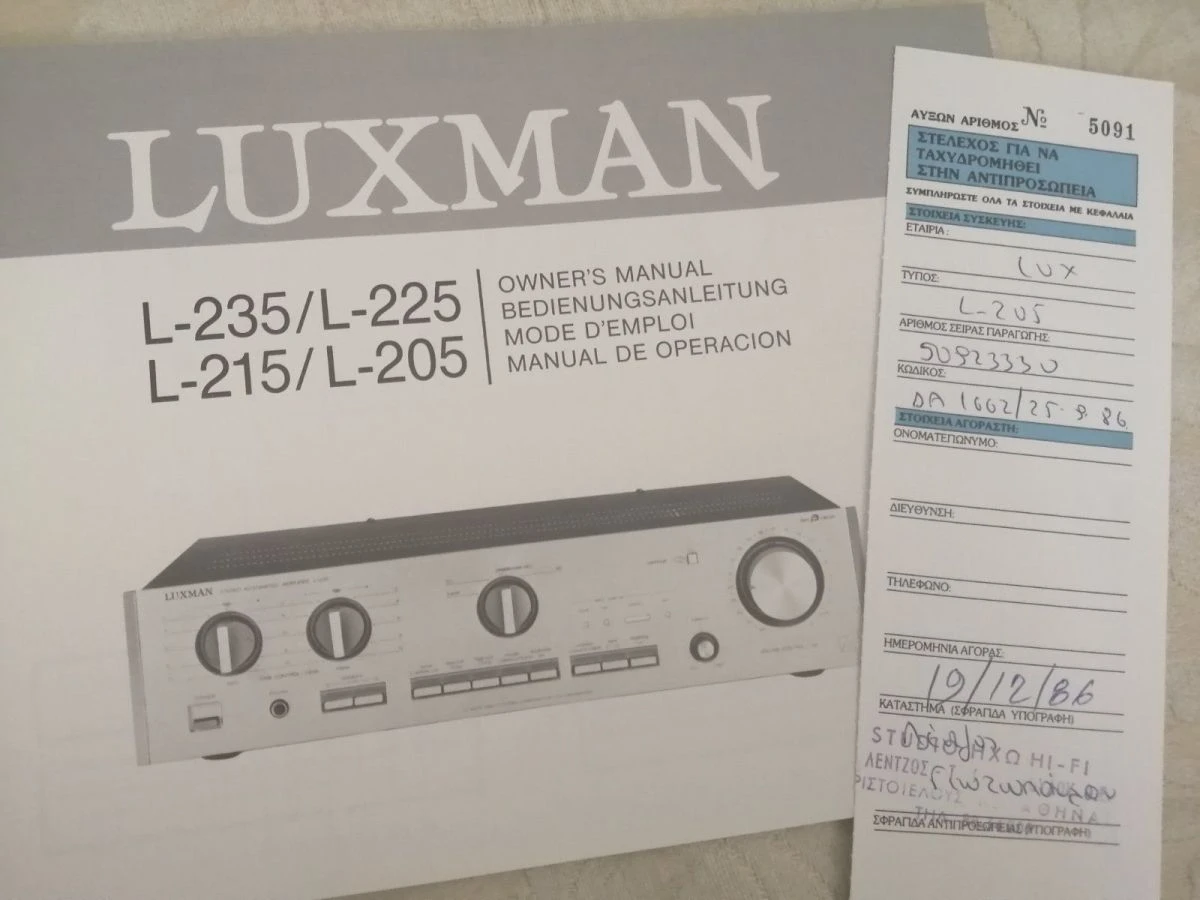 LUXMAN
L-235/L-225
L-215/L-205
OWNER'S MANUAL
BEDIENUNGSANLEITUNG
MODE D'EMPLOI
MANUAL DE OPERACION
LUXMAN
ΑΥΞΩΝ ΑΡΙΘΜΟΣ № 5091
ΣΤΕΛΕΧΟΣ ΓΙΑ ΝΑ
ΤΑΧΥΔΡΟΜΗΘΕΙ
ΣΤΗΝ ΑΝΤΙΠΡΟΣΩΠΕΙΑ
ΣΥΜΠΛΗΡΩΣΤΕ ΟΛΑ ΤΑ ΣΤΟΙΧΕΙΑ ΜΕ ΚΕΦΑΛΑΙΑ
ΣΤΟΙΧΕΙΑ ΣΥΣΚΕΥΗΣ:
ΕΤΑΙΡΙΑ:
LUX
ΤΥΠΟΣ:
L-205
ΑΡΙΘΜΟΣ ΣΕΙΡΑΣ ΠΑΡΑΓΩΓΗΣ:
50923330
ΚΩΔΙΚΟΣ:
DA 1662/25.9.86
ΣΤΟΙΧΕΙΑ ΑΓΟΡΑΣΤΗ:
ΟΝΟΜΑΤΕΠΩΝΥΜΟ:
ΔΙΕΥΘΥΝΣΗ:
ΤΗΛΕΦΩΝΟ:
ΗΜΕΡΟΜΗΝΙΑ ΑΓΟΡΑΣ:
19/12/86
ΚΑΤΑΣΤΗΜΑ (ΣΦΡΑΓΙΔΑ ΥΠΟΓΡΑΦΗ)
HI-FI
ΛΕΝΤΖΟΣ
ΑΘΗΝΑ
ΣΦΡΑΓΙΔΑ ΑΝΤΙΠΡΟΣΩΠΕΙΑΣ (ΥΠΟΓΡΑΦΗ)